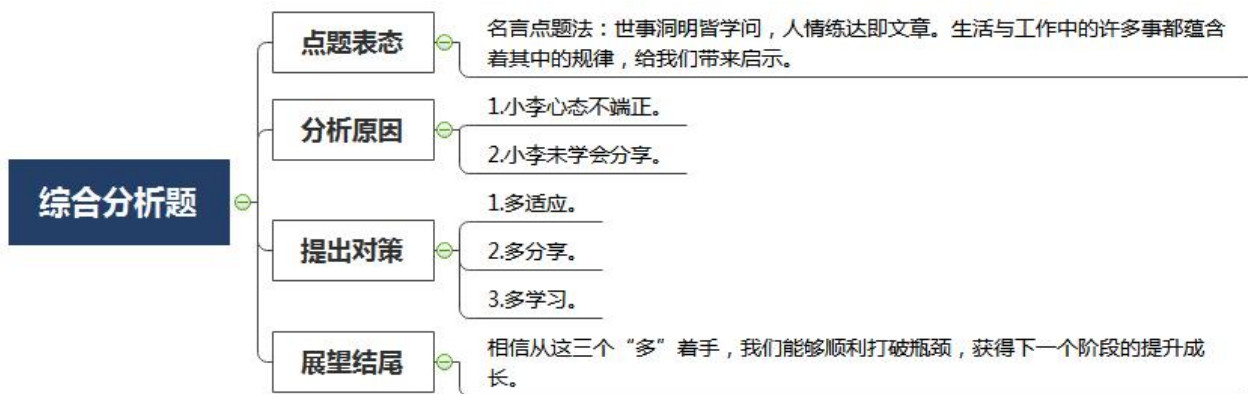 综合分析题
点题表态
名言点题法：世事洞明皆学问，人情练达即文章。生活与工作中的许多事都蕴含
着其中的规律，给我们带来启示。
分析原因
1.小李心态不端正。
2.小李未学会分享。
提出对策
1.多适应。
2.多分享。
3.多学习。
展望结尾
相信从这三个“多”着手，我们能够顺利打破瓶颈，获得下一个阶段的提升成
长。